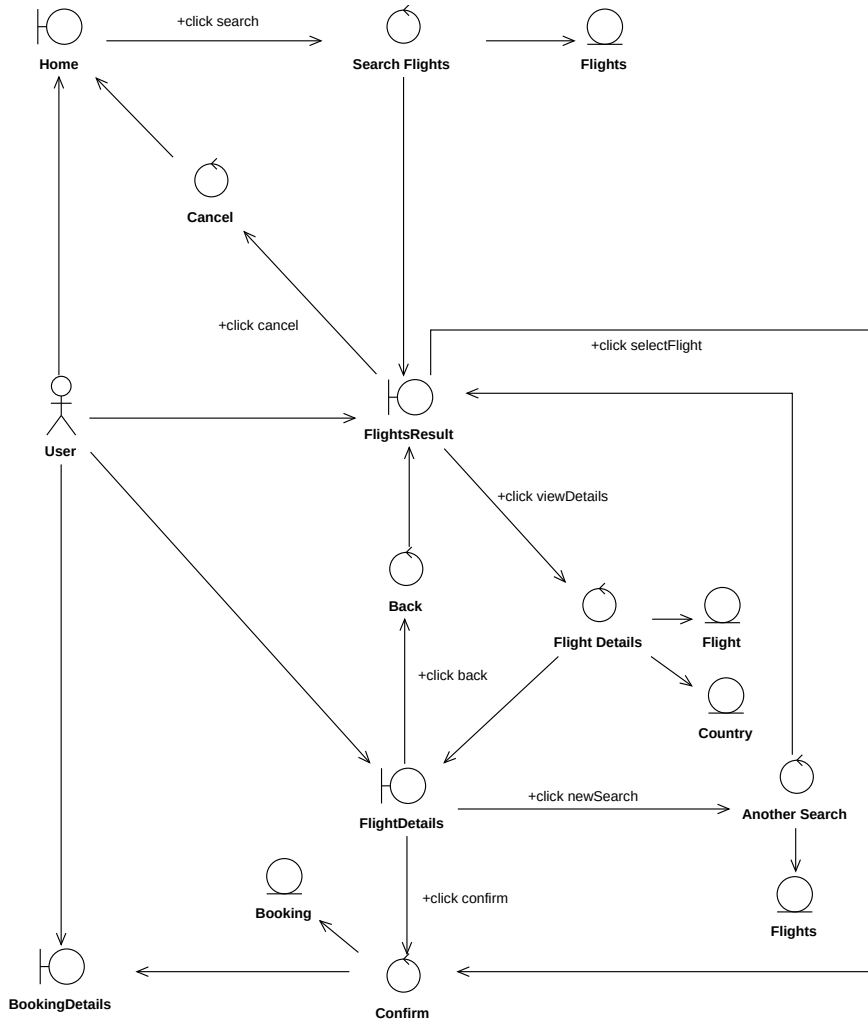 +click search
Home
Search Flights
Flights
Cancel
+click cancel
+click selectFlight
FlightsResult
User
+click viewDetails
Back
Flight Details
Flight
+click back
Country
+click newSearch
Another Search
FlightDetails
+click confirm
Booking
Flights
BookingDetails
Confirm